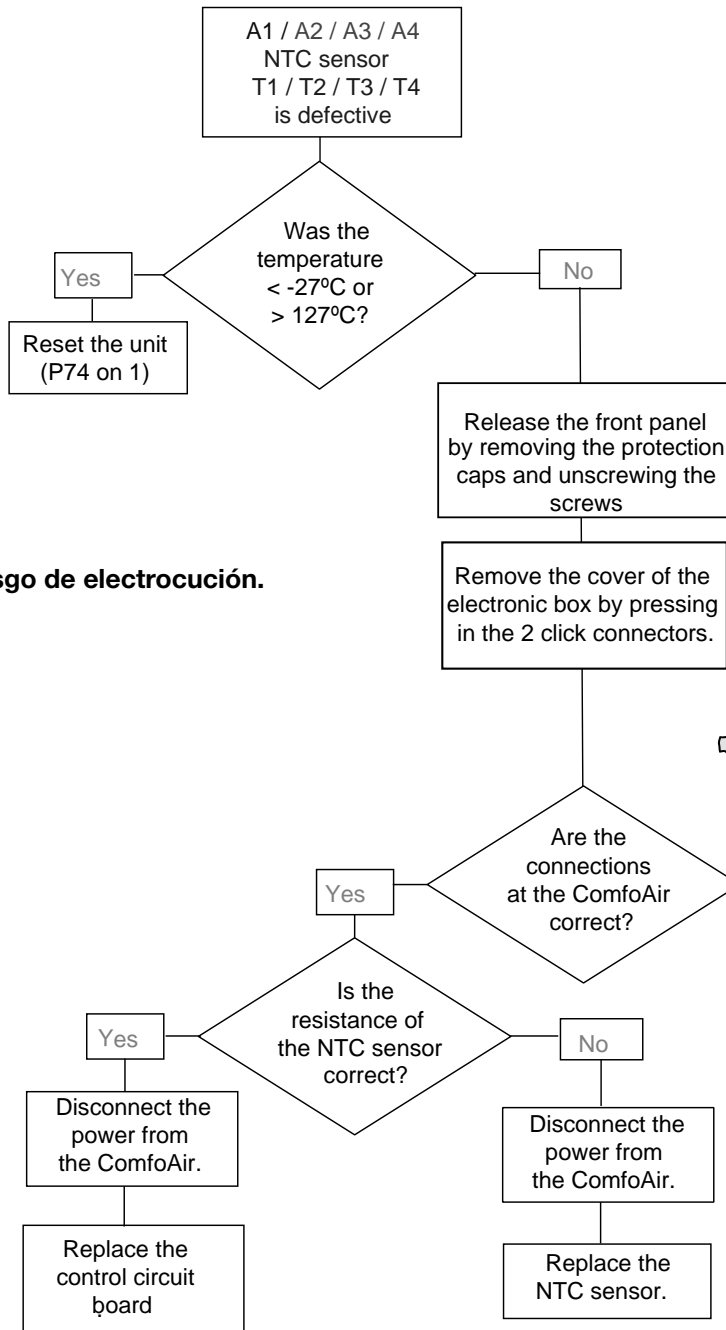 A1 / A2 / A3 / A4
NTC sensor
T1 / T2 / T3 / T4
is defective
Was the
temperature
< -27ºC or
> 127ºC?
Yes
No
Reset the unit
(P74 on 1)
Release the front panel
by removing the protection
caps and unscrewing the
screws
de electrocución.
Remove the cover of the
electronic box by pressing
in the 2 click connectors.
Are the
connections
at the ComfoAir
correct?
Yes
Is the
resistance of
the NTC sensor
correct?
Yes
No
Disconnect the
power from
the ComfoAir.
Disconnect the
power from
the ComfoAir.
Replace the
control circuit
board
Replace the
NTC sensor.